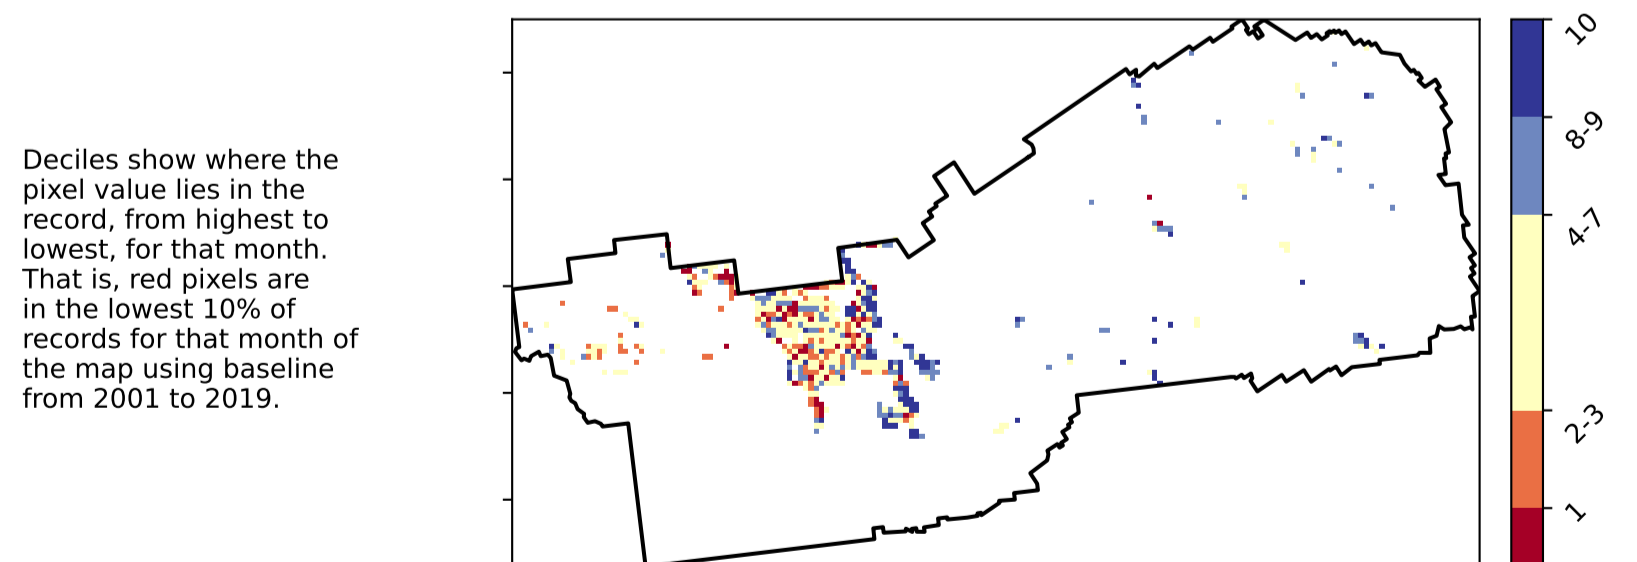 Deciles show where the
pixel value lies in the
record, from highest to
lowest, for that month.
That is, red pixels are
in the lowest 10% of
records for that month of
the map using baseline
from 2001 to 2019.
10
8-9
4-7
2-3
1